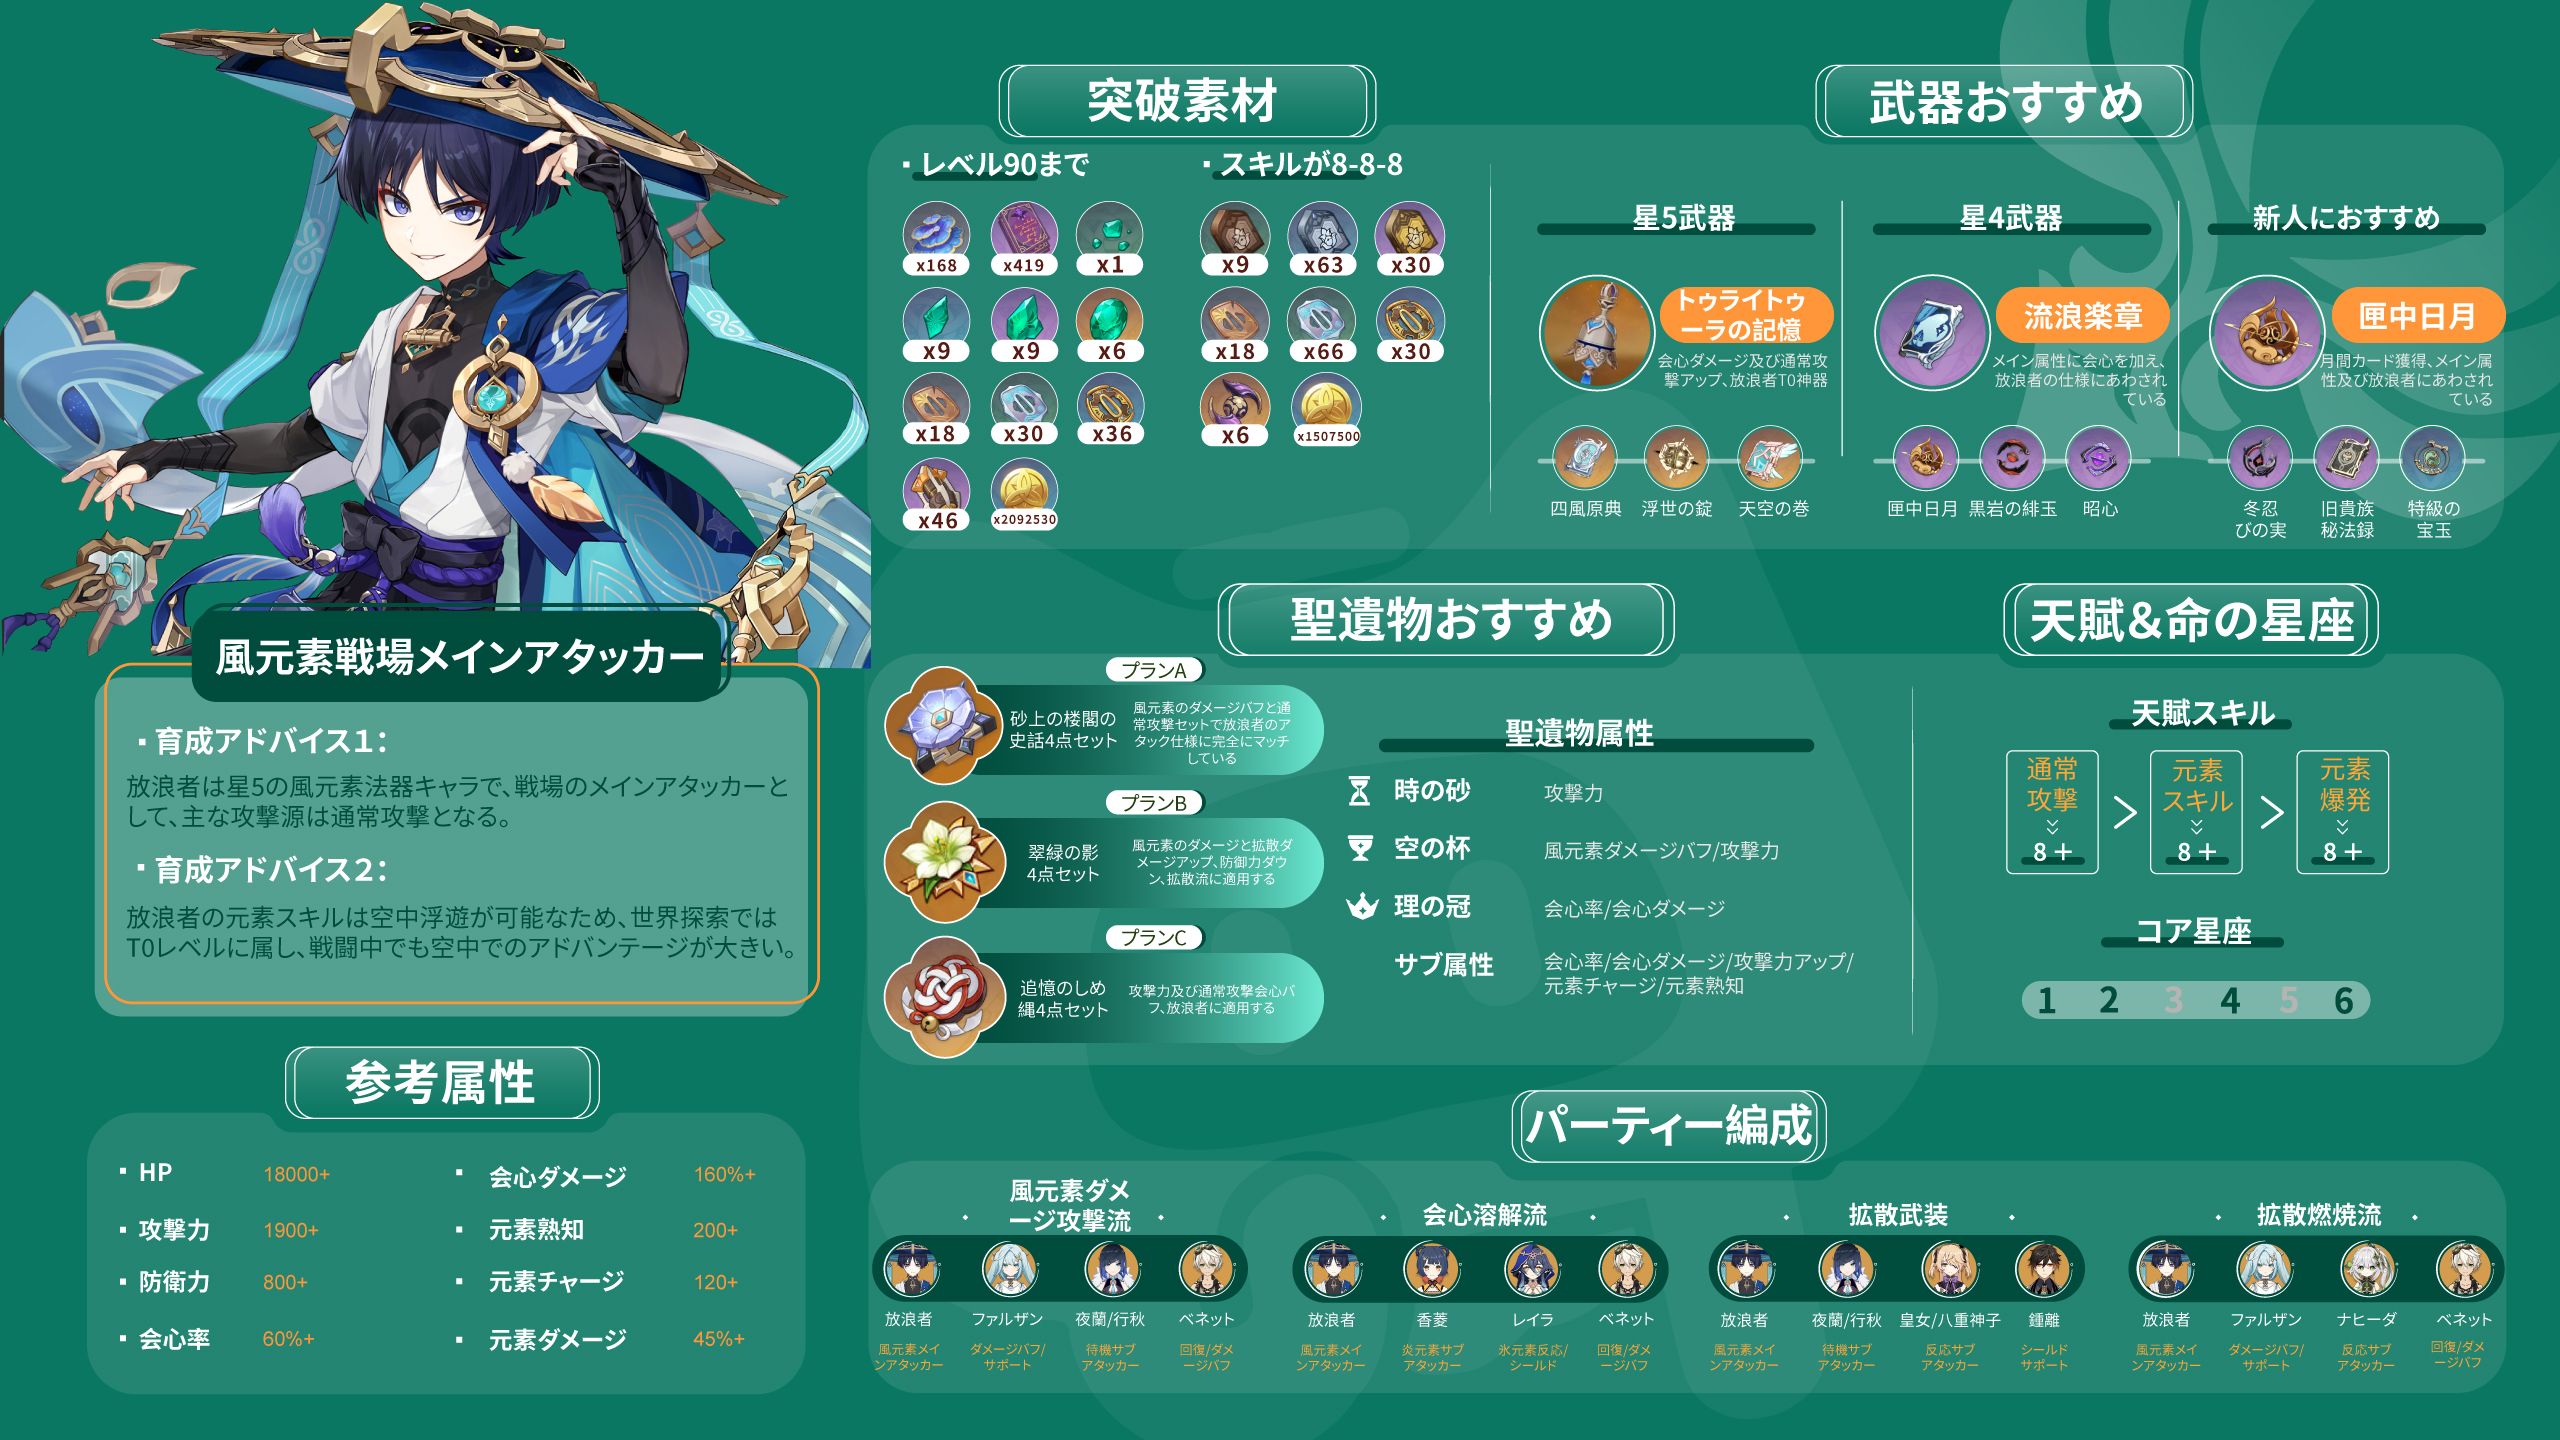 突破素材
・レベル90まで
x168
x419
x1
x9
x9
x6
x18
x30
x36
x46
x2092530
・スキルが8-8-8
x9
x63
x30
x18
x66
x30
x6
x1507500
武器おすすめ
星5武器
トゥライトゥ
ーラの記憶
会心ダメージ及び通常攻
撃アップ、放浪者T0神器
四風原典
浮世の錠
天空の巻
星4武器
流浪楽章
メイン属性に会心を加え、
放浪者の仕様にあわされ
ている
匣中日月
黒岩の緋玉
昭心
新人におすすめ
匣中日月
月間カード獲得、メイン属
性及び放浪者にあわされ
ている
冬忍
びの実
旧貴族
秘法録
特級の
宝玉
風元素戦場メインアタッカー
・育成アドバイス1：
放浪者は星5の風元素法器キャラで、戦場のメインアタッカーと
して、主な攻撃源は通常攻撃となる。
・育成アドバイス2：
放浪者の元素スキルは空中浮遊が可能なため、世界探索では
T0レベルに属し、戦闘中でも空中でのアドバンテージが大きい。
聖遺物おすすめ
プランA
砂上の楼閣の
史話4点セット
風元素のダメージバフと通
常攻撃セットで放浪者のア
タック仕様に完全にマッチ
している
プランB
翠緑の影
4点セット
風元素のダメージと拡散ダ
メージアップ、防御力ダウ
ン、拡散流に適用する
プランC
追憶のしめ
縄4点セット
攻撃力及び通常攻撃会心バ
フ、放浪者に適用する
聖遺物属性
時の砂 攻撃力
空の杯 風元素ダメージバフ/攻撃力
理の冠 会心率/会心ダメージ
サブ属性 会心率/会心ダメージ/攻撃力アップ/
元素チャージ/元素熟知
天賦&命の星座
天賦スキル
通常
攻撃
8＋
＞
元素
スキル
8＋
＞
元素
爆発
8＋
コア星座
1 2 3 4 5 6
参考属性
・HP 18000+
・会心ダメージ 160%+
・攻撃力 1900+
・元素熟知 200+
・防衛力 800+
・元素チャージ 120+
・会心率 60%+
・元素ダメージ 45%+
パーティー編成
風元素ダメ
ージ攻撃流
放浪者
風元素メイ
ンアタッカー
ファルザン
ダメージバフ/
サポート
夜蘭/行秋
待機サブ
アタッカー
ベネット
回復/ダメ
ージバフ
会心溶解流
放浪者
風元素メイ
ンアタッカー
香菱
炎元素サブ
アタッカー
レイラ
氷元素反応/
シールド
ベネット
回復/ダメ
ージバフ
拡散武装
放浪者
風元素メイ
ンアタッカー
夜蘭/行秋
待機サブ
アタッカー
皇女/八重神子
反応サブ
アタッカー
鍾離
シールド
サポート
拡散燃焼流
放浪者
風元素メイ
ンアタッカー
ファルザン
ダメージバフ/
サポート
ナヒーダ
反応サブ
アタッカー
ベネット
回復/ダメ
ージバフ